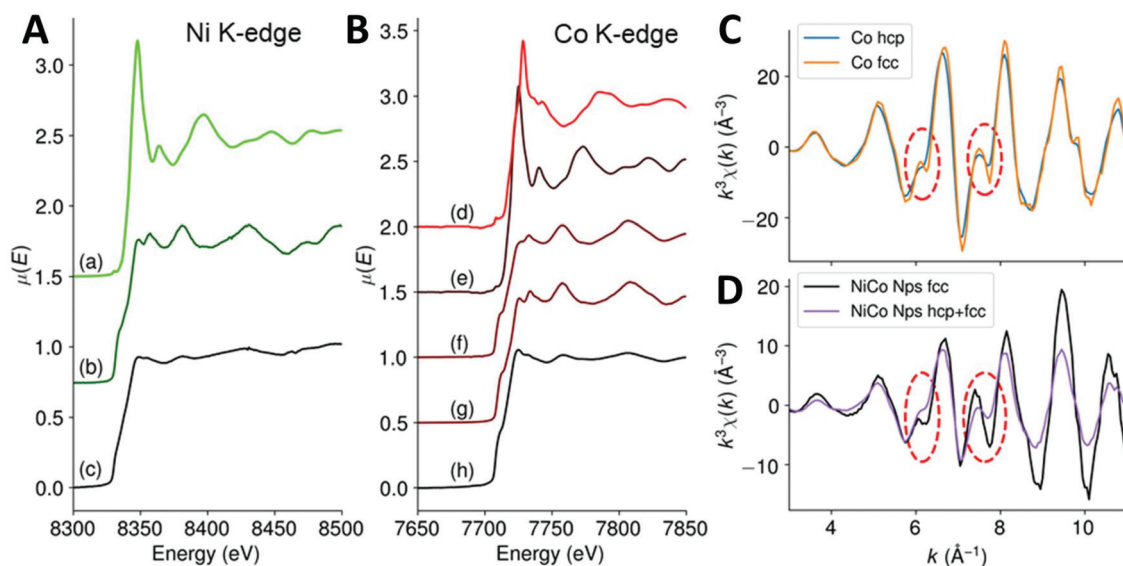 A
Ni K-edge
3.0
2.5
2.0
1.5
1.0
0.5
0.0
μ(E)
(a)
(b)
(c)
8300
8350
8400
8450
8500
Energy (eV)
B
Co K-edge
3.5
3.0
2.5
2.0
1.5
1.0
0.5
0.0
μ(E)
(d)
(e)
(f)
(g)
(h)
7650
7700
7750
7800
7850
Energy (eV)
C
Co hcp
Co fcc
20
0
−20
k³χ(k) (Å⁻³)
D
NiCo Nps fcc
NiCo Nps hcp+fcc
20
10
0
−10
k³χ(k) (Å⁻³)
4
6
8
10
k (Å⁻¹)